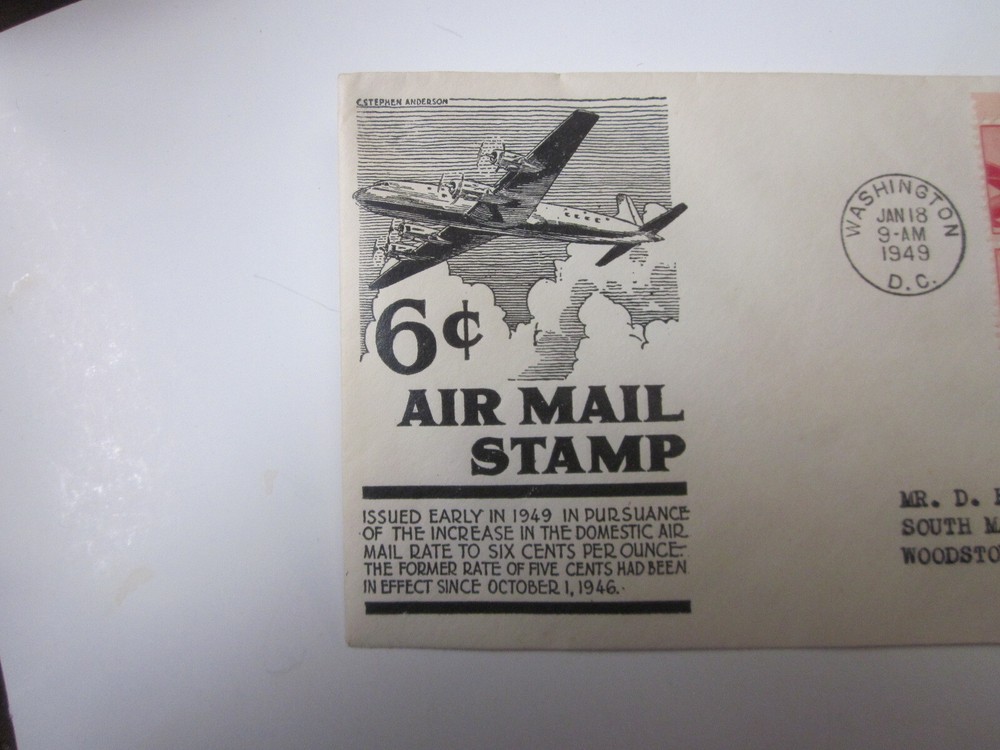 C.STEPHEN ANDERSON
6¢
AIR MAIL
STAMP
ISSUED EARLY IN 1949 IN PURSUANCE
OF THE INCREASE IN THE DOMESTIC AIR
MAIL RATE TO SIX CENTS PER OUNCE.
THE FORMER RATE OF FIVE CENTS HAD BEEN
IN EFFECT SINCE OCTOBER 1, 1946.
WASHINGTON
JAN 18
9-AM
1949
D.C.
MR. D.
SOUTH